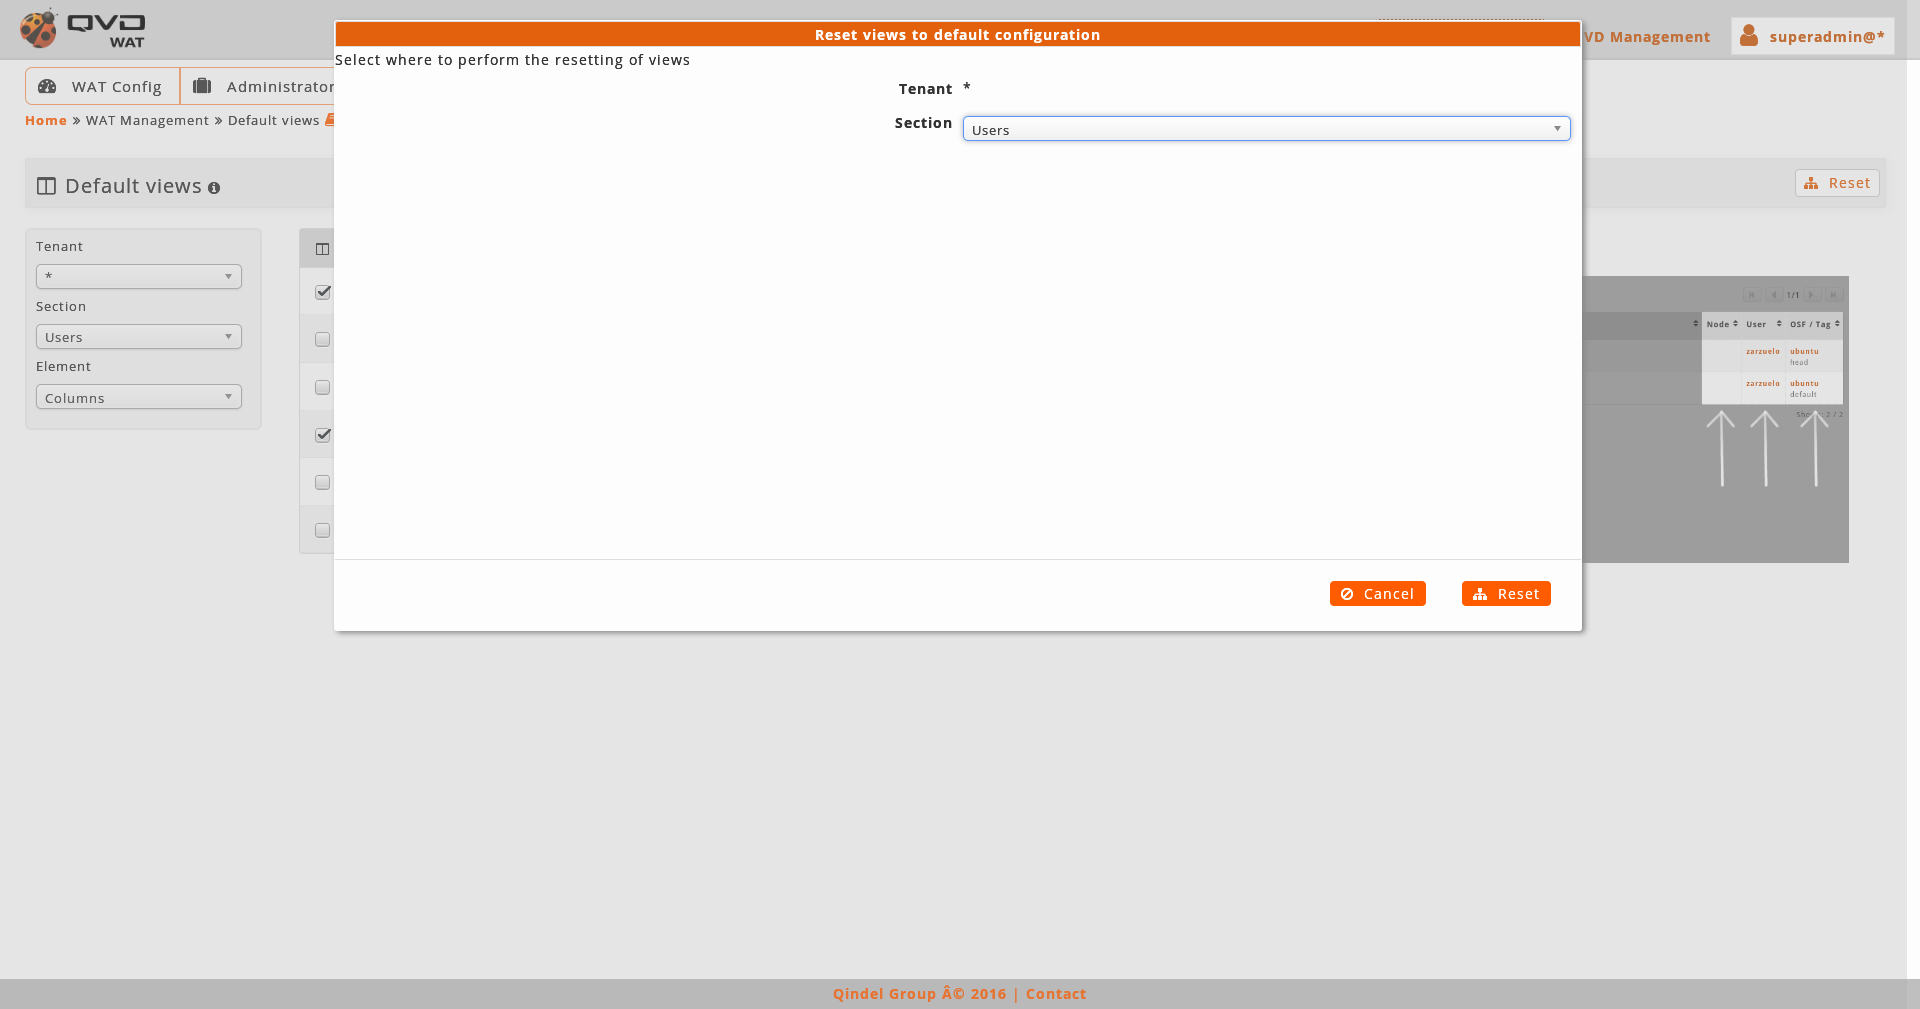 QVD
WAT
Reset views to default configuration
VD Management
superadmin@*
Select where to perform the resetting of views
WAT Config
Administrator
Tenant *
Home » WAT Management » Default views
Section
Users
Default views
Reset
Tenant
*
Section
Users
Element
Columns
1/1
Node
User
OSF / Tag
zarzuelo
ubuntu
head
zarzuelo
ubuntu
default
2 / 2
Cancel
Reset
Qindel Group Â© 2016 | Contact